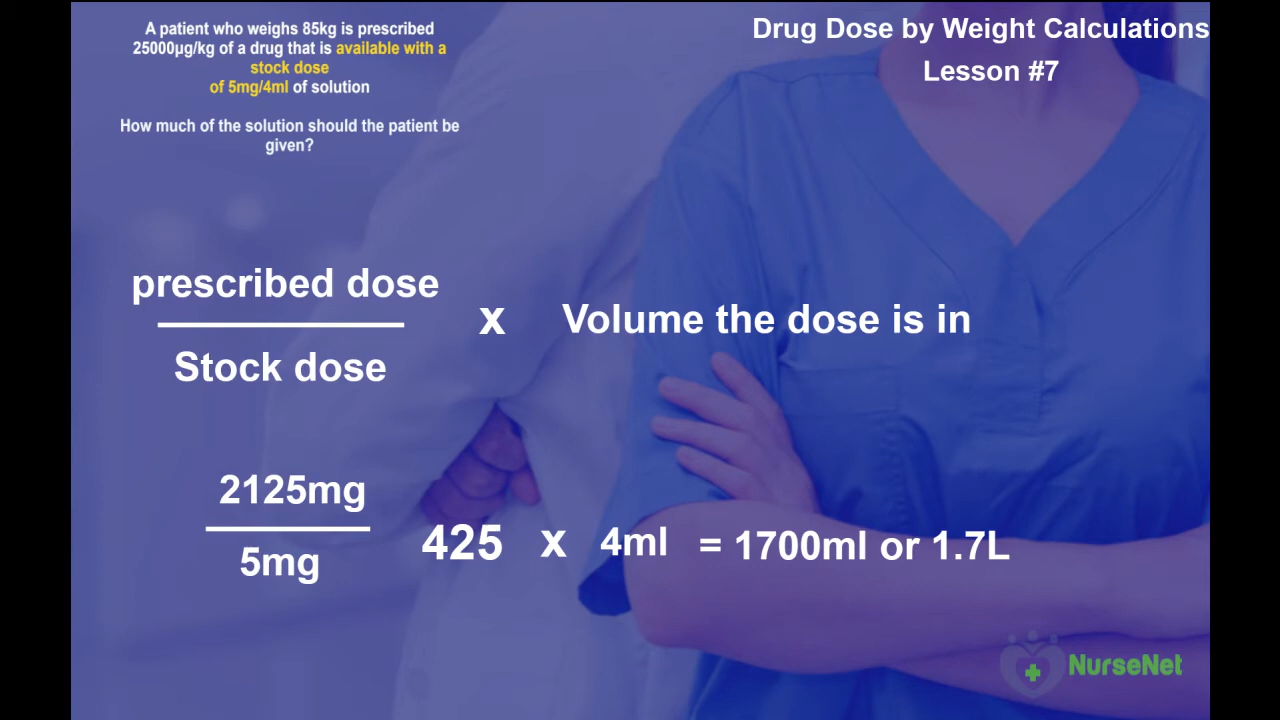 A patient who weighs 85kg is prescribed
25000µg/kg of a drug that is available with a
stock dose
of 5mg/4ml of solution
How much of the solution should the patient be
given?
Drug Dose by Weight Calculations
Lesson #7
prescribed dose
Stock dose
x Volume the dose is in
2125mg
5mg
425 x 4ml = 1700ml or 1.7L
NurseNet